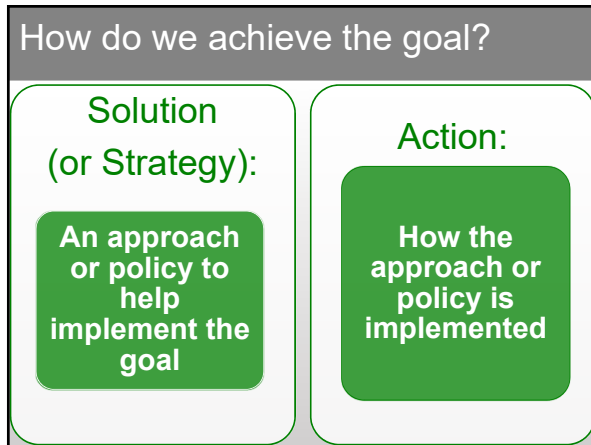 How do we achieve the goal?
Solution
(or Strategy):
An approach
or policy to
help
implement the
goal
Action:
How the
approach or
policy is
implemented